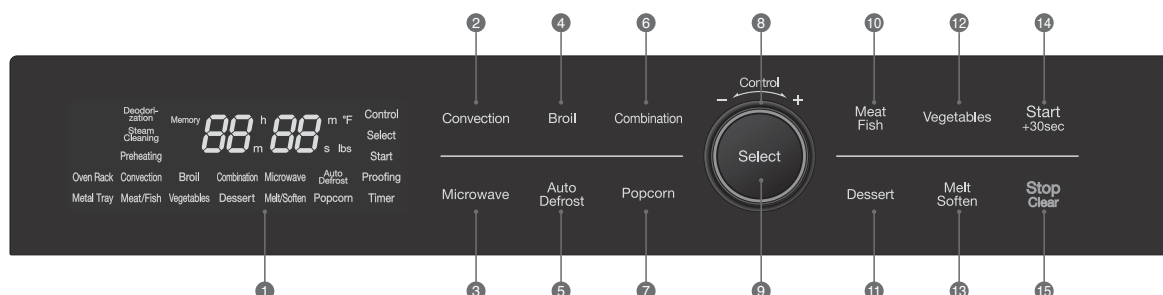 2
4
6
8
10
12
14
Deodori-
zation
Memory
88 h 88 m °F
Control
Steam
Cleaning
m s lbs
Select
Preheating
Start
Oven Rack Convection Broil Combination Microwave Auto
Defrost Proofing
Metal Tray Meat/Fish Vegetables Dessert Melt/Soften Popcorn Timer
Convection
Broil
Combination
Microwave
Auto
Defrost
Popcorn
− Control +
Select
Meat
Fish
Vegetables
Start
+30sec
Dessert
Melt
Soften
Stop
Clear
1
3
5
7
9
11
13
15